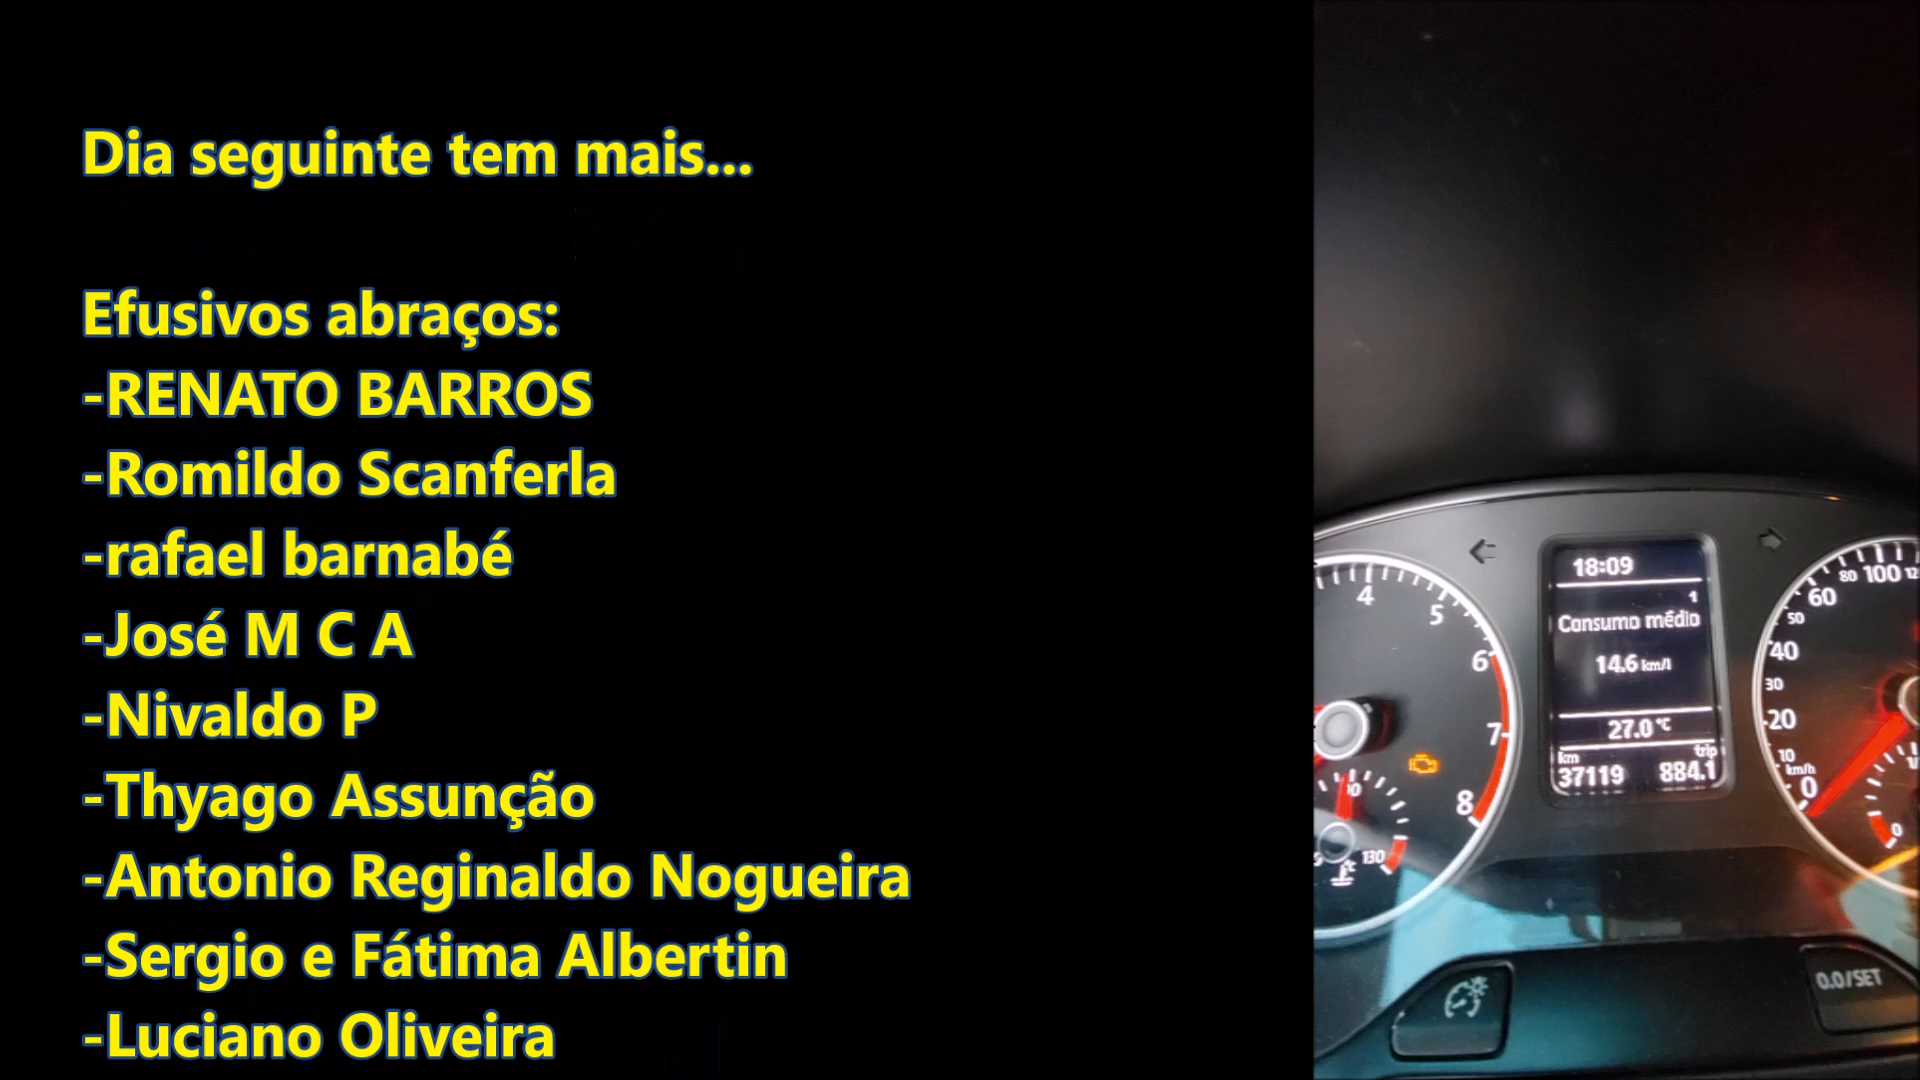 Dia seguinte tem mais...
Efusivos abraços:
-RENATO BARROS
-Romildo Scanferla
-rafael barnabé
-José M C A
-Nivaldo P
-Thyago Assunção
-Antonio Reginaldo Nogueira
-Sergio e Fátima Albertin
-Luciano Oliveira
4
5
6
7
8
130
18:09
1
Consumo médio
14.6 km/l
27.0 °C
km
trip
37119
884.1
0
10
20
30
40
50
60
80
100
km/h
0
0.0/SET